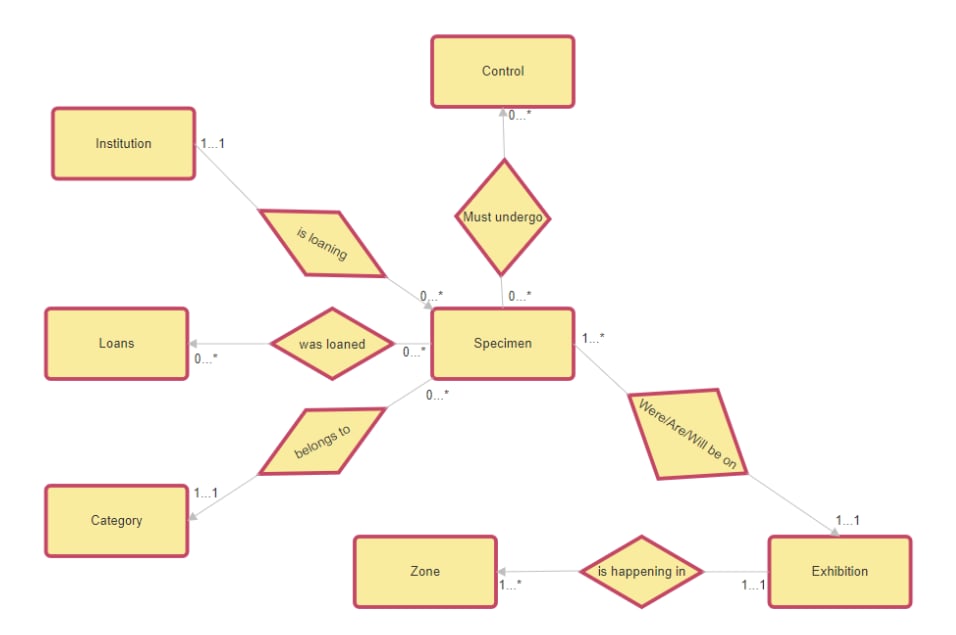 Control
0...*
Institution
1...1
Must undergo
is loaning
0...*
0...*
Loans
0...*
was loaned
0...*
Specimen
1...*
0...*
Were/Are/Will be on
belongs to
1...1
Category
1...1
Zone
1...*
is happening in
1...1
Exhibition